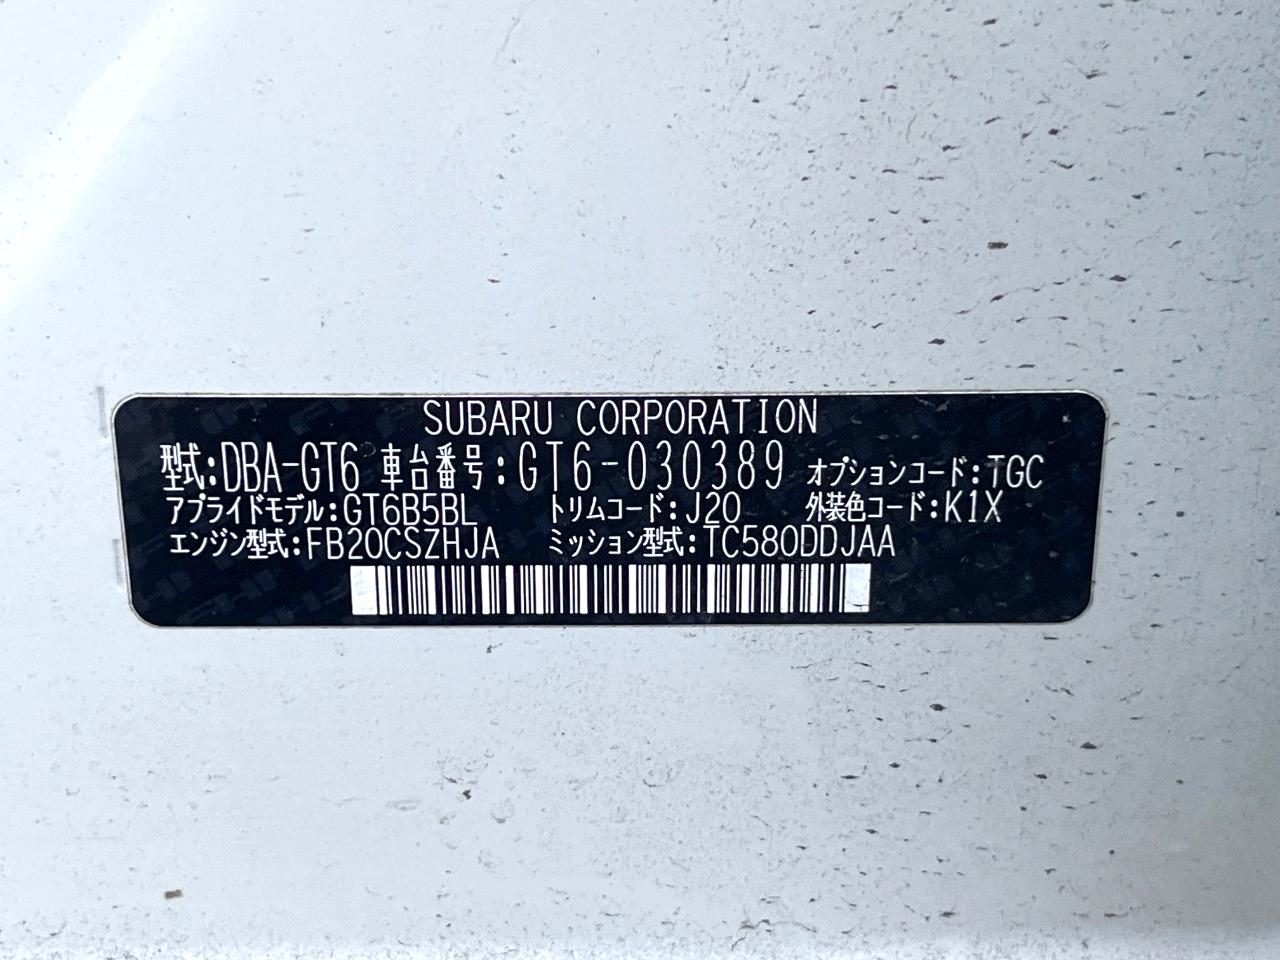 SUBARU CORPORATION
型式:DBA-GT6 車台番号:GT6-030389 オプションコード:TGC
アプライドモデル:GT6B5BL トリムコード:J20 外装色コード:K1X
エンジン型式:FB20CSZHJA ミッション型式:TC580DDJAA